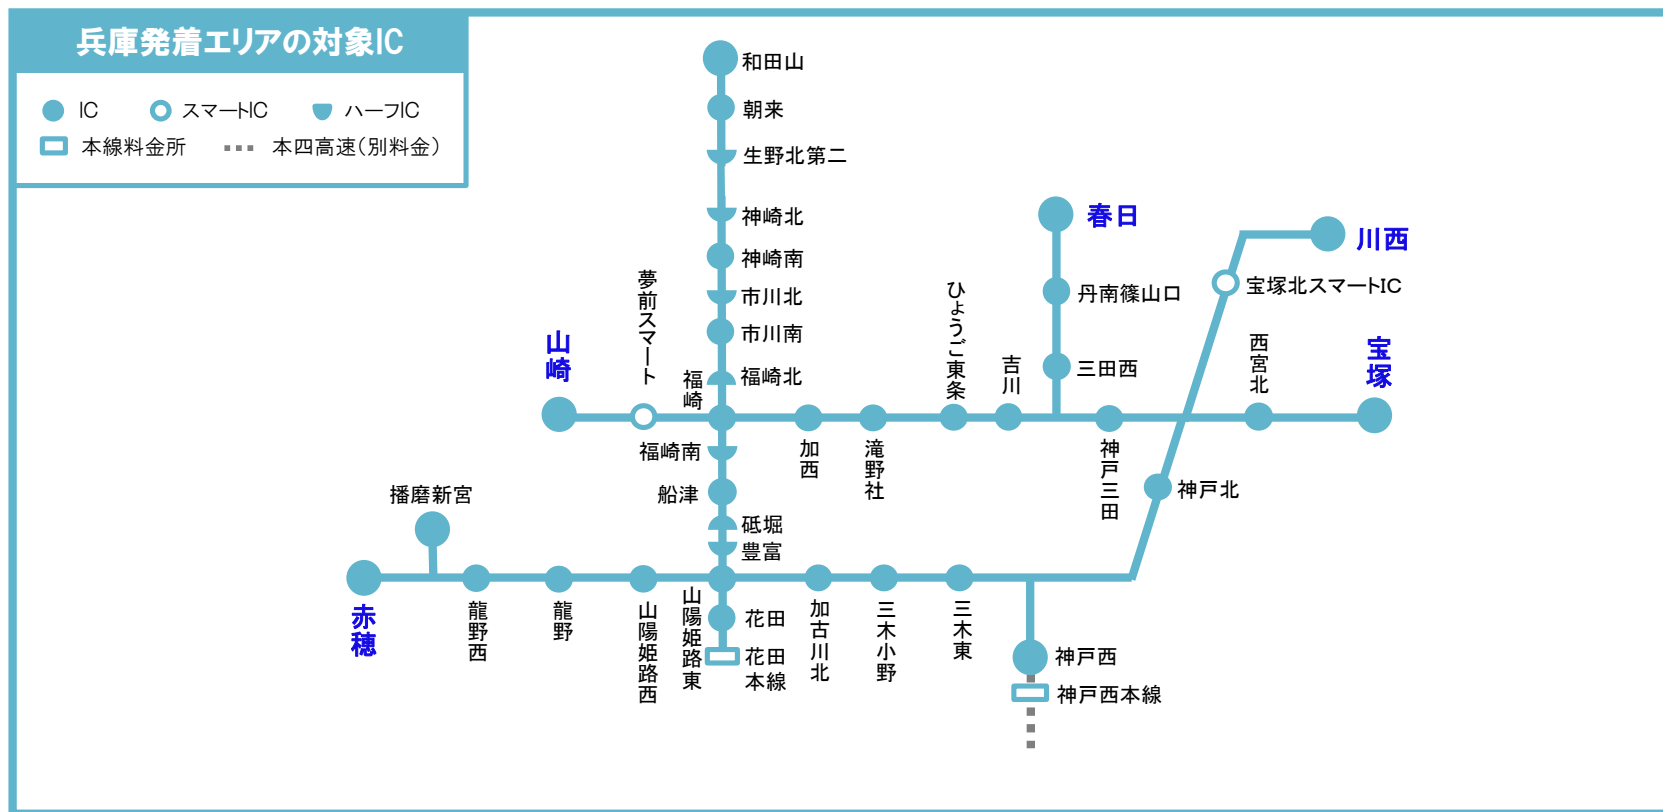 兵庫発着エリアの対象IC
IC
スマートIC
ハーフIC
本線料金所
本四高速(別料金)
和田山
朝来
生野北第二
神崎北
神崎南
市川北
市川南
福崎北
福崎
夢前スマート
山崎
福崎南
船津
砥堀
豊富
加西
滝野社
ひょうご東条
吉川
春日
丹南篠山口
三田西
神戸三田
川西
宝塚北スマートIC
西宮北
宝塚
神戸北
播磨新宮
赤穂
龍野西
龍野
山陽姫路西
山陽姫路東
花田
花田
本線
加古川北
三木小野
三木東
神戸西
神戸西本線